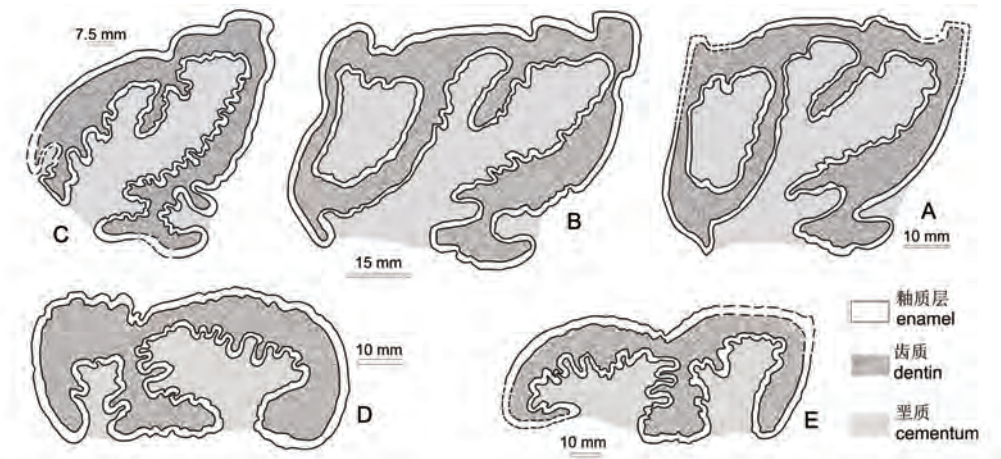 7.5 mm
C
B
A
15 mm
10 mm
釉质层
enamel
10 mm
齿质
dentin
D
E
垩质
cementum
10 mm